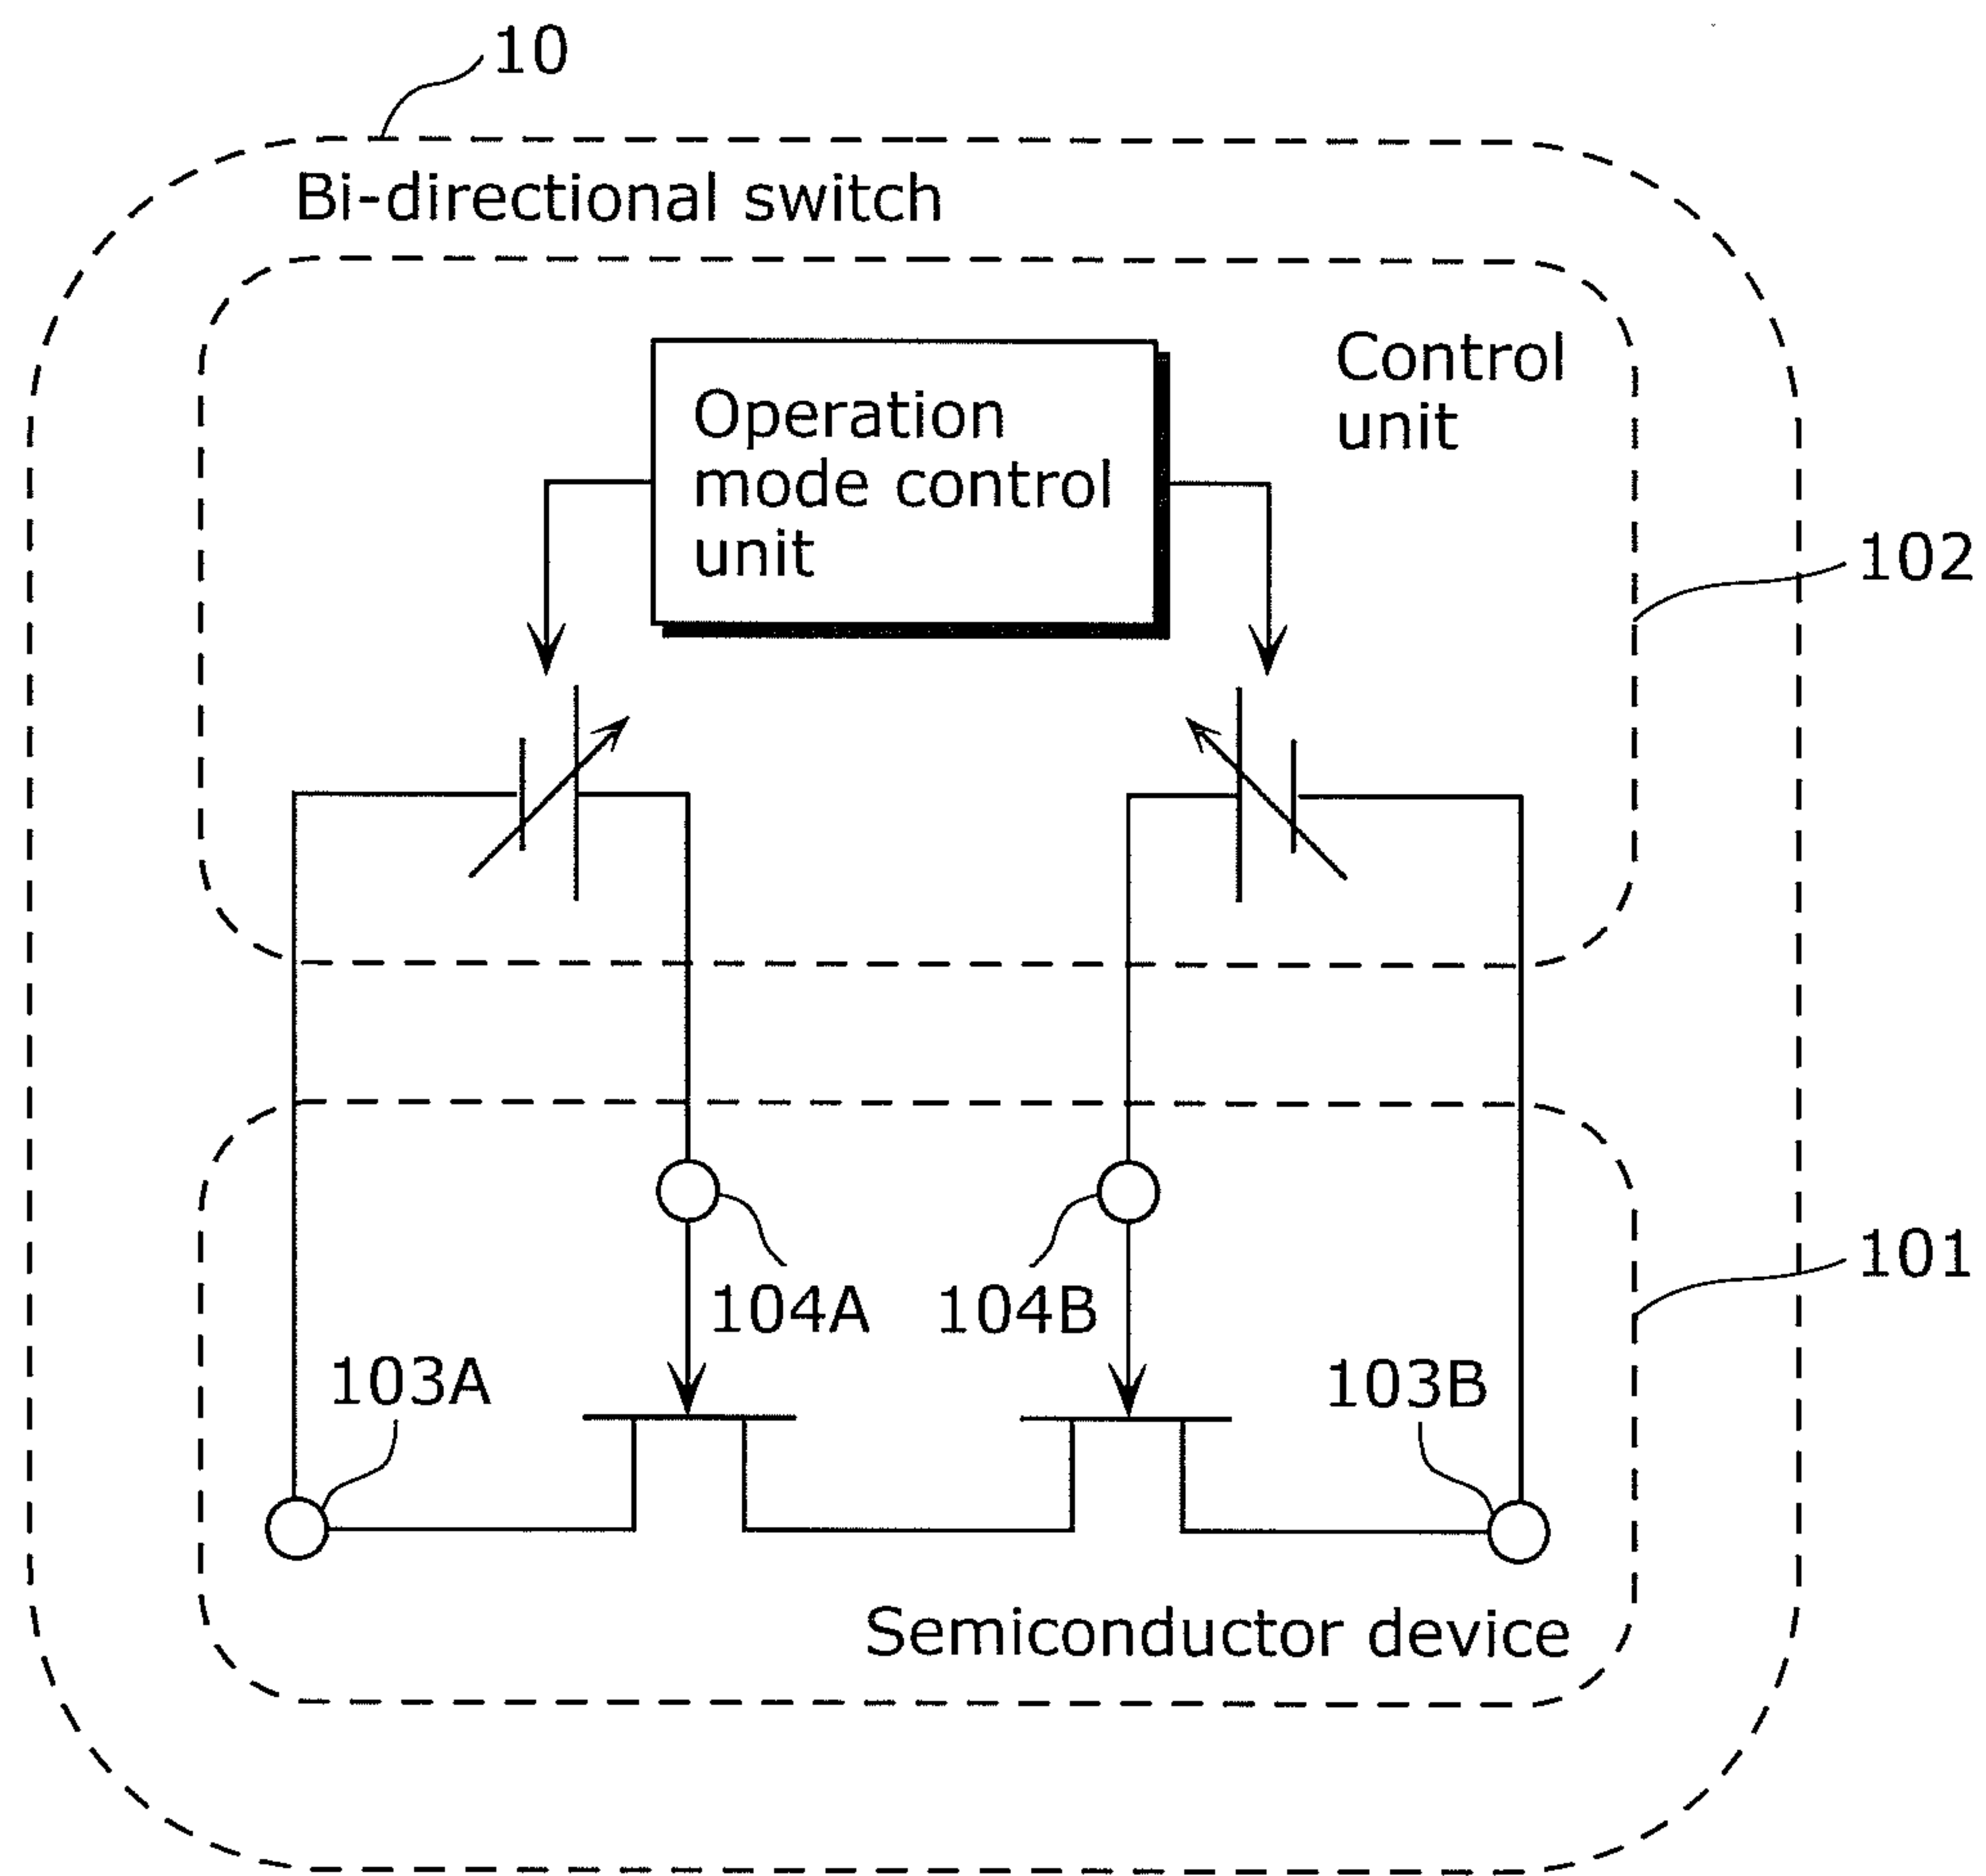 10
Bi-directional switch
Control
unit
Operation
mode control
unit
102
101
104A
104B
103A
103B
Semiconductor device